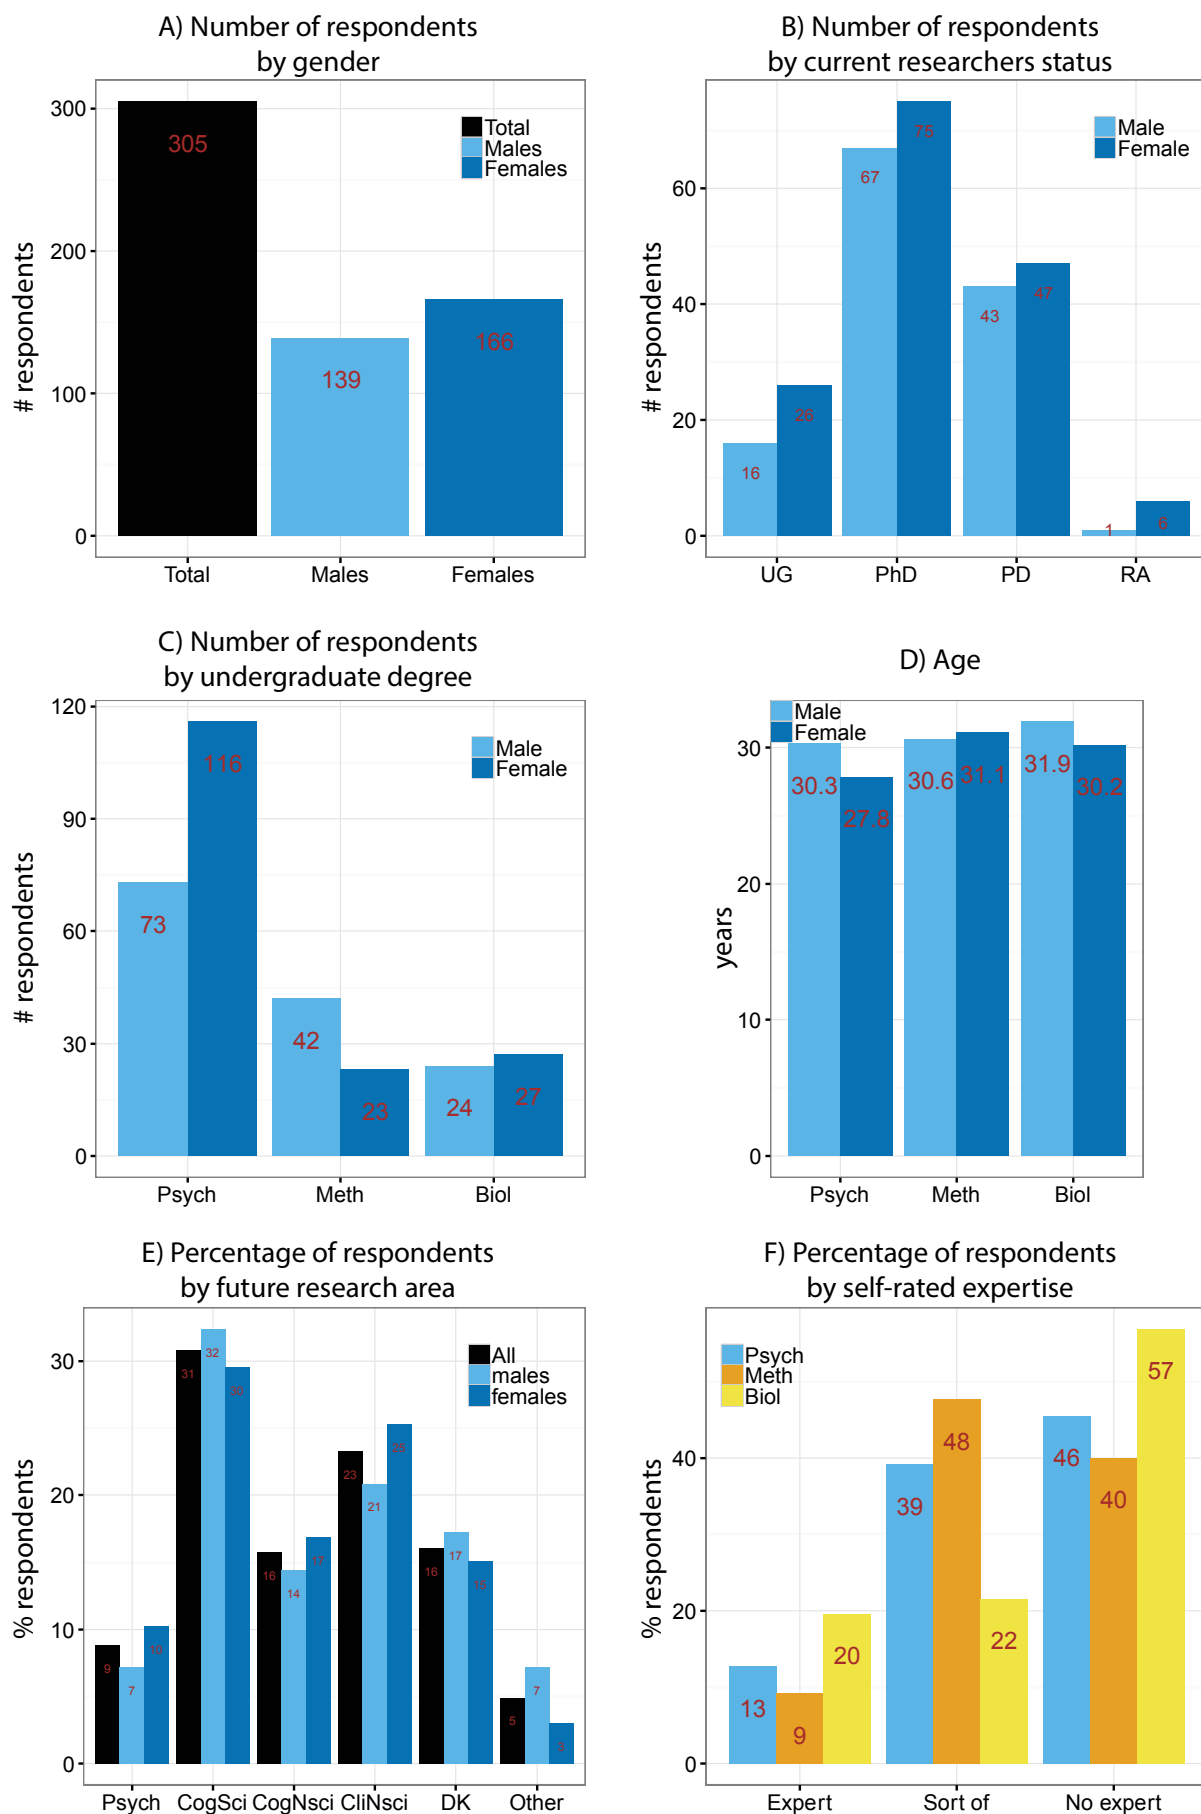 A) Number of respondents
by gender
# respondents
300
200
100
0
305
139
166
Total
Males
Females
Total
Males
Females
B) Number of respondents
by current researchers status
# respondents
60
40
20
0
16
26
67
75
43
47
1
6
Male
Female
UG
PhD
PD
RA
C) Number of respondents
by undergraduate degree
# respondents
120
90
60
30
0
73
116
42
23
24
27
Male
Female
Psych
Meth
Biol
D) Age
years
30
20
10
0
Male
Female
30.3
27.8
30.6
31.1
31.9
30.2
Psych
Meth
Biol
E) Percentage of respondents
by future research area
% respondents
30
20
10
0
9
7
10
31
32
30
16
14
17
23
21
25
16
17
15
5
7
3
All
males
females
Psych
CogSci
CogNsci
CliNsci
DK
Other
F) Percentage of respondents
by self-rated expertise
% respondents
40
20
0
Psych
Meth
Biol
13
9
20
39
48
22
46
40
57
Expert
Sort of
No expert